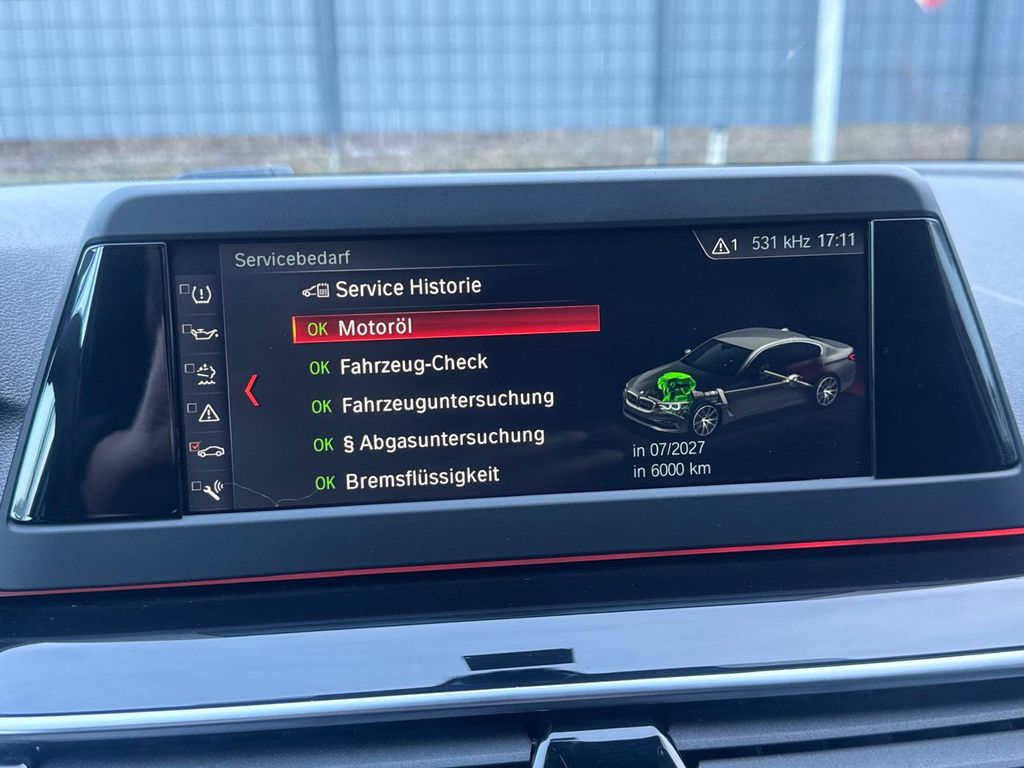 Servicebedarf
1 531 kHz 17:11
Service Historie
OK Motoröl
OK Fahrzeug-Check
OK Fahrzeuguntersuchung
OK § Abgasuntersuchung
OK Bremsflüssigkeit
in 07/2027
in 6000 km